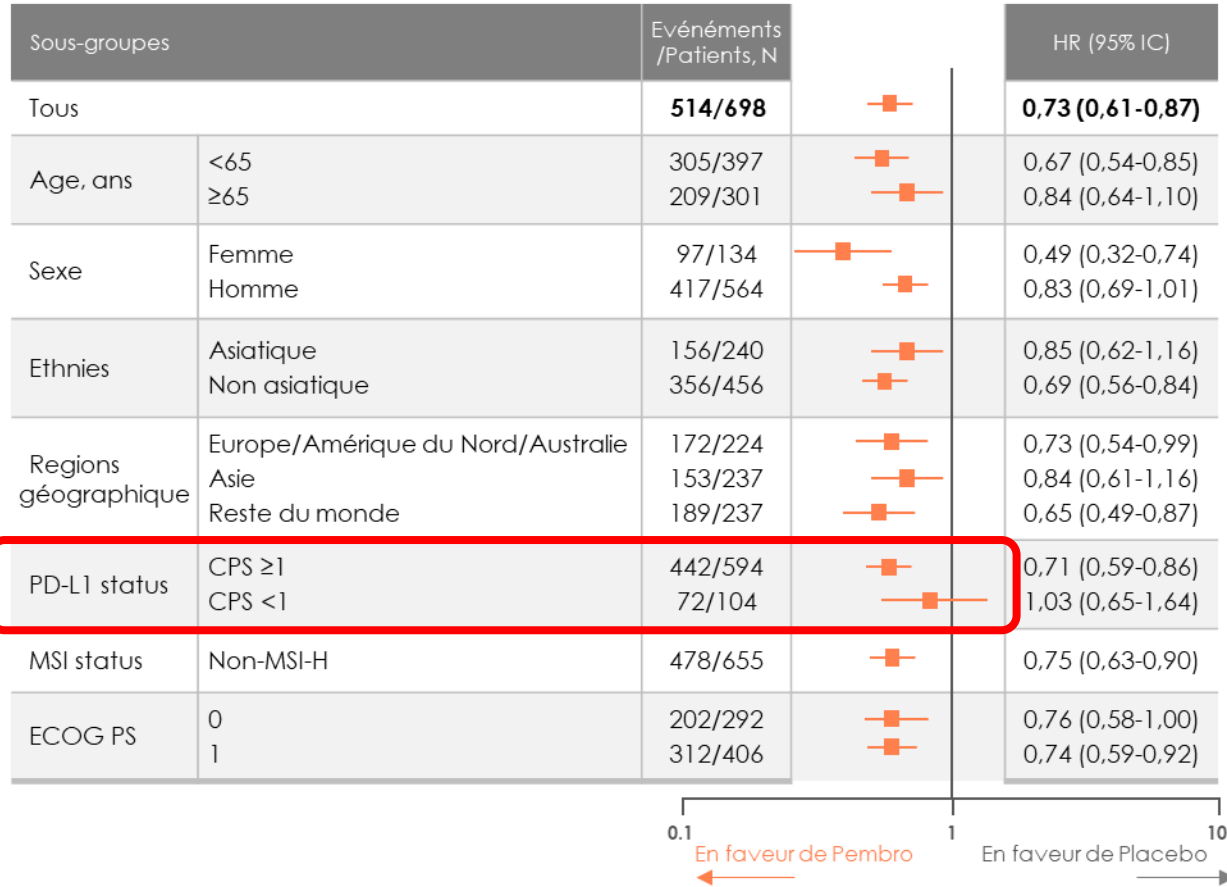 Sous-groupes Evénéments /Patients, N HR (95% IC)
Tous 514/698 0,73 (0,61-0,87)
Age, ans <65 305/397 0,67 (0,54-0,85)
≥65 209/301 0,84 (0,64-1,10)
Sexe Femme 97/134 0,49 (0,32-0,74)
Homme 417/564 0,83 (0,69-1,01)
Ethnies Asiatique 156/240 0,85 (0,62-1,16)
Non asiatique 356/456 0,69 (0,56-0,84)
Regions géographique Europe/Amérique du Nord/Australie 172/224 0,73 (0,54-0,99)
Asie 153/237 0,84 (0,61-1,16)
Reste du monde 189/237 0,65 (0,49-0,87)
PD-L1 status CPS ≥1 442/594 0,71 (0,59-0,86)
CPS <1 72/104 1,03 (0,65-1,64)
MSI status Non-MSI-H 478/655 0,75 (0,63-0,90)
ECOG PS 0 202/292 0,76 (0,58-1,00)
1 312/406 0,74 (0,59-0,92)
0.1 1 10
En faveur de Pembro En faveur de Placebo